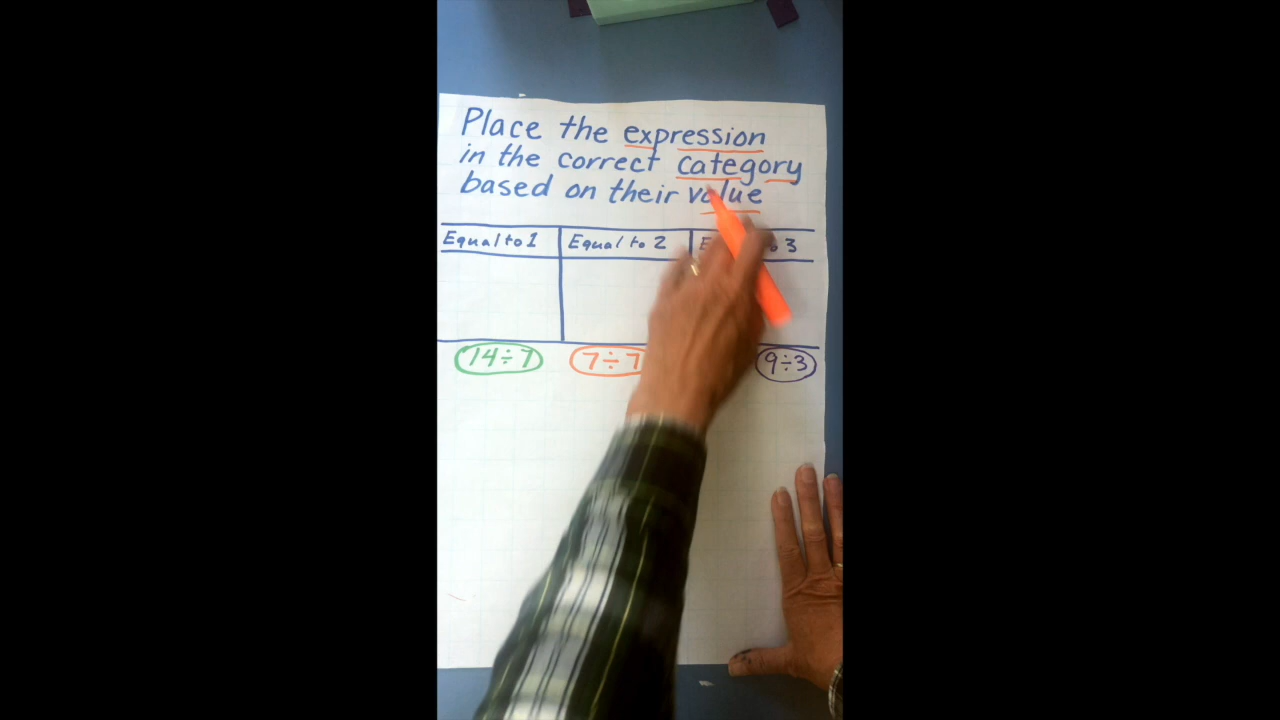 Place the expression
in the correct category
based on their value
Equal to 1 Equal to 2 3
14÷7 7÷7 9÷3